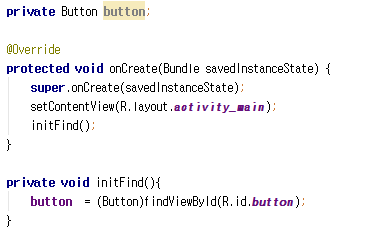 private Button button;
@Override
protected void onCreate(Bundle savedInstanceState) {
super.onCreate(savedInstanceState);
setContentView(R.layout.activity_main);
initFind();
}
private void initFind(){
button = (Button)findViewById(R.id.button);
}